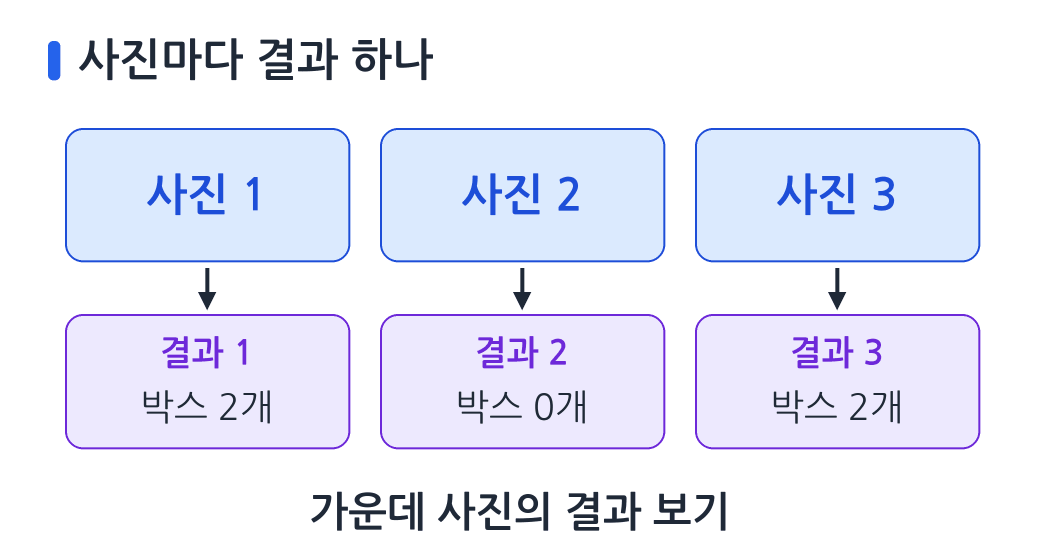 사진마다 결과 하나
사진 1
사진 2
사진 3
결과 1
박스 2개
결과 2
박스 0개
결과 3
박스 2개
가운데 사진의 결과 보기